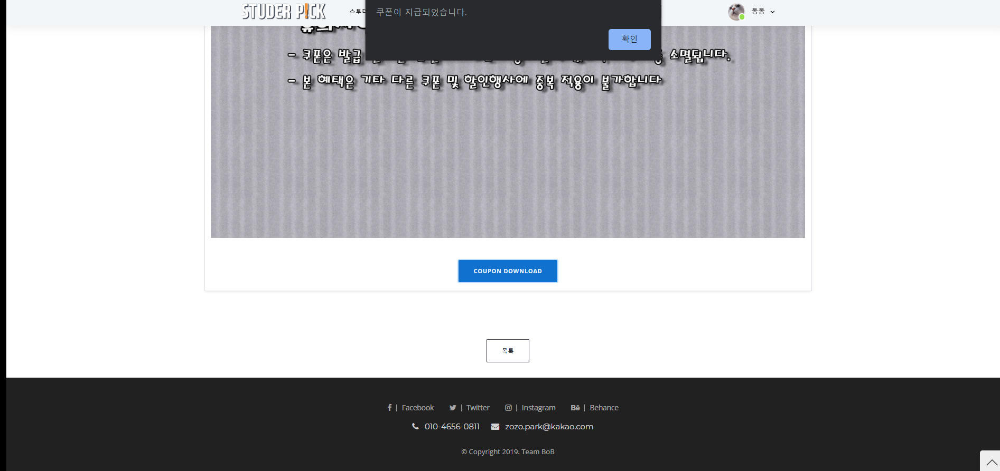 STUDER P!CK
스투더
쿠폰이 지급되었습니다.
동동
확인
- 쿠폰은 발급
소멸됩니다.
- 본 혜택은 기타 다른 쿠폰 및 할인행사에 중복 적용이 불가합니다
COUPON DOWNLOAD
목록
Facebook Twitter Instagram Behance
010-4656-0811 zozo.park@kakao.com
© Copyright 2019. Team BoB